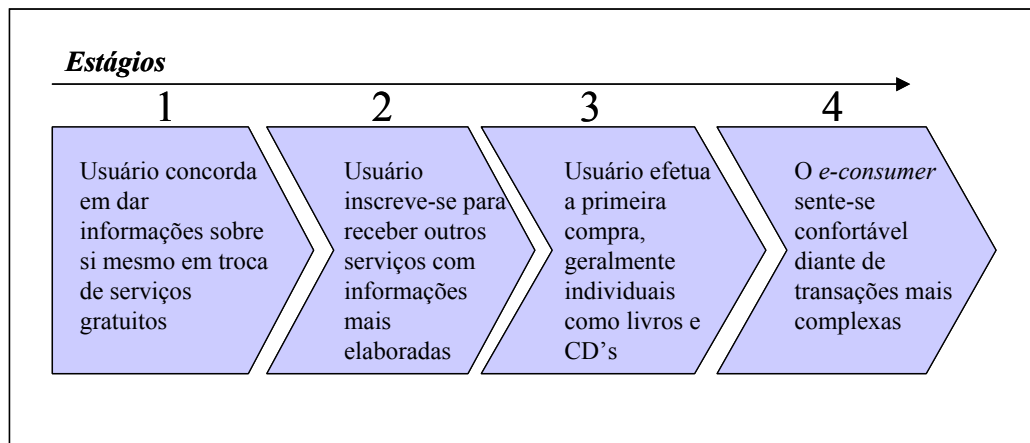 Estágios
1
Usuário concorda
em dar
informações sobre
si mesmo em troca
de serviços
gratuitos
2
Usuário
inscreve-se para
receber outros
serviços com
informações
mais
elaboradas
3
Usuário efetua
a primeira
compra,
geralmente
individuais
como livros e
CD’s
4
O e-consumer
sente-se
confortável
diante de
transações mais
complexas